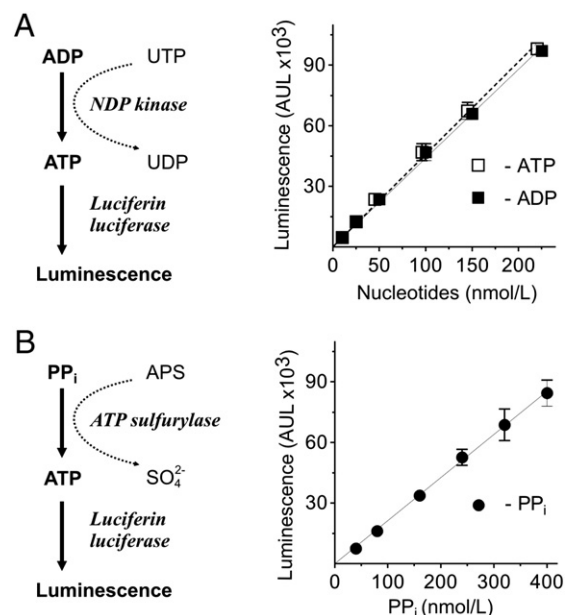 A
ADP UTP
NDP kinase
ATP UDP
Luciferin
luciferase
Luminescence
Luminescence (AUL x10³)
90
60
30
- ATP
- ADP
0 50 100 150 200
Nucleotides (nmol/L)
B
PPᵢ APS
ATP sulfurylase
ATP SO₄²⁻
Luciferin
luciferase
Luminescence
Luminescence (AUL x10³)
90
60
30
- PPᵢ
0 100 200 300 400
PPᵢ (nmol/L)